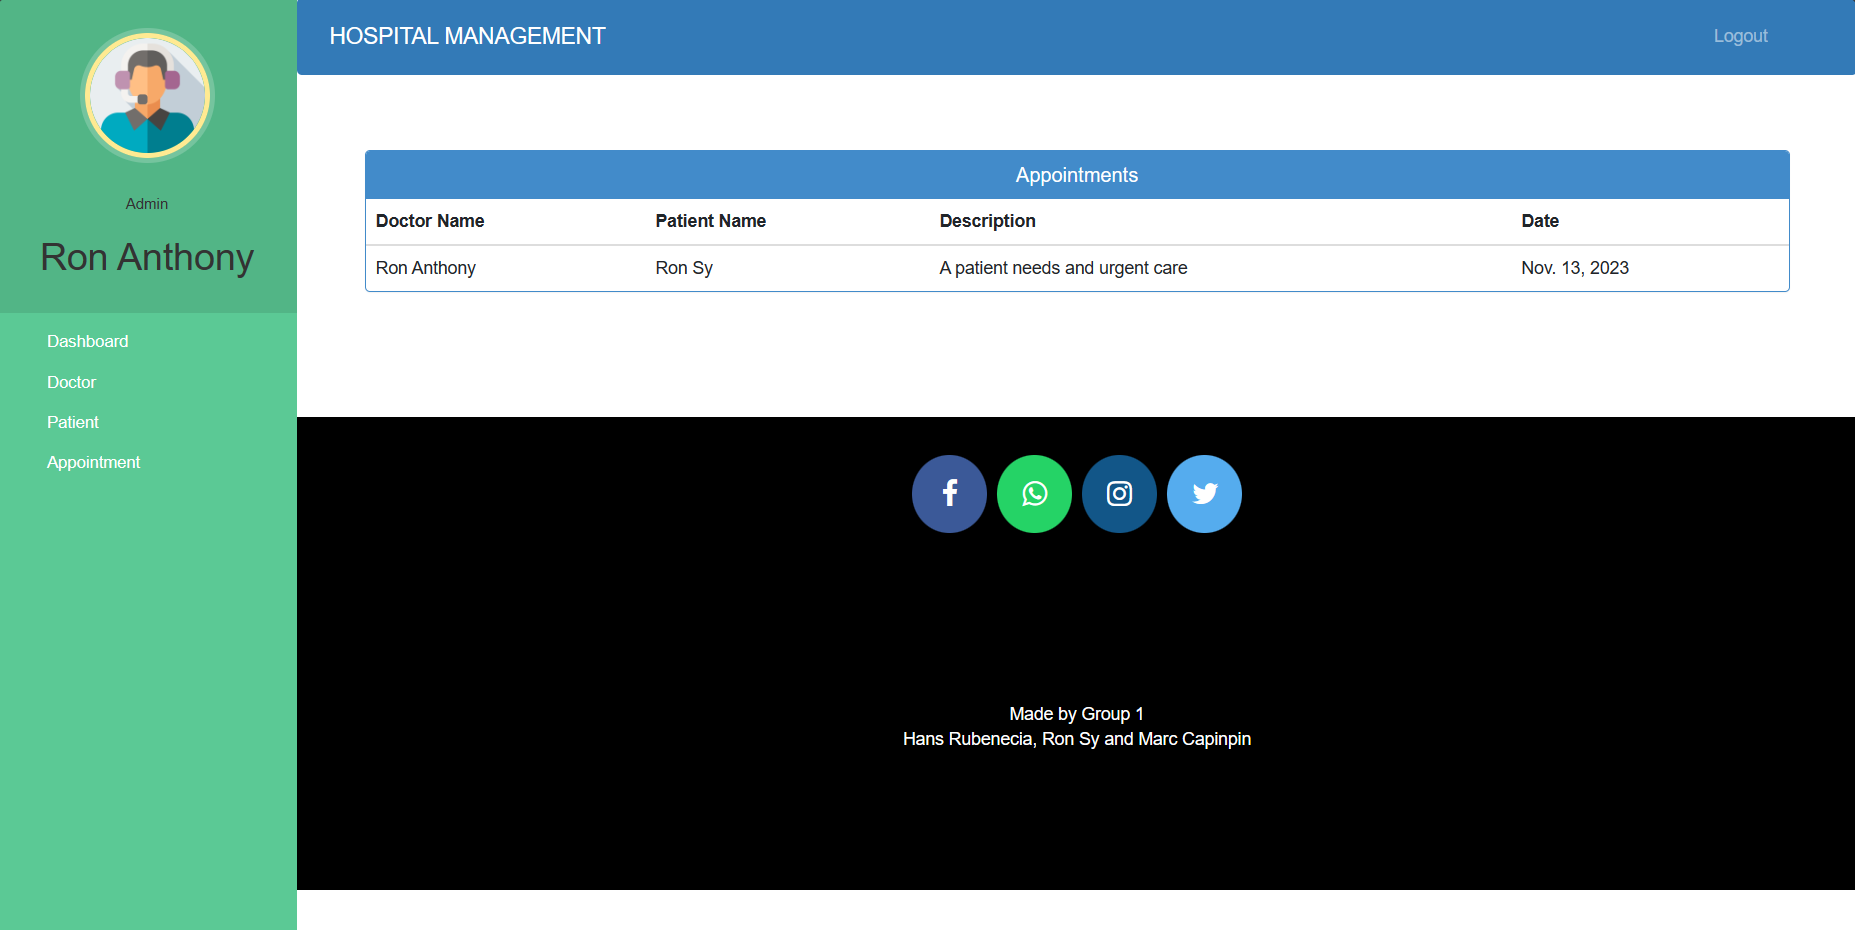 Admin
Ron Anthony
Dashboard
Doctor
Patient
Appointment
HOSPITAL MANAGEMENT
Logout
Appointments
Doctor Name Patient Name Description Date
Ron Anthony Ron Sy A patient needs and urgent care Nov. 13, 2023
Made by Group 1
Hans Rubenecia, Ron Sy and Marc Capinpin